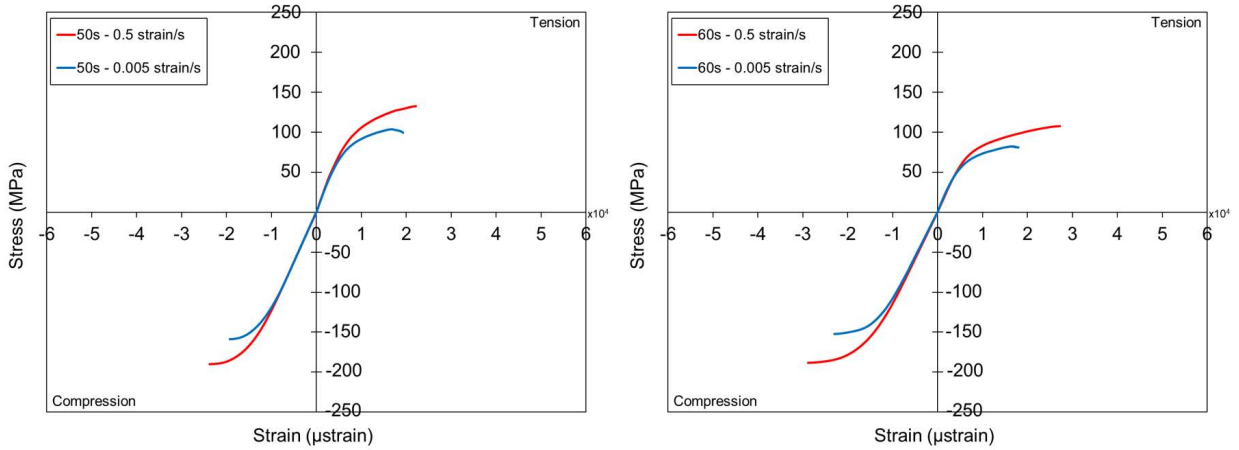 250
Tension
50s - 0.5 strain/s
50s - 0.005 strain/s
200
150
100
50
x10⁴
-6 -5 -4 -3 -2 -1 0 1 2 3 4 5 6
-50
-100
-150
-200
-250
Compression
Stress (MPa)
Strain (µstrain)
250
Tension
60s - 0.5 strain/s
60s - 0.005 strain/s
200
150
100
50
x10⁴
-6 -5 -4 -3 -2 -1 0 1 2 3 4 5 6
-50
-100
-150
-200
-250
Compression
Stress (MPa)
Strain (µstrain)